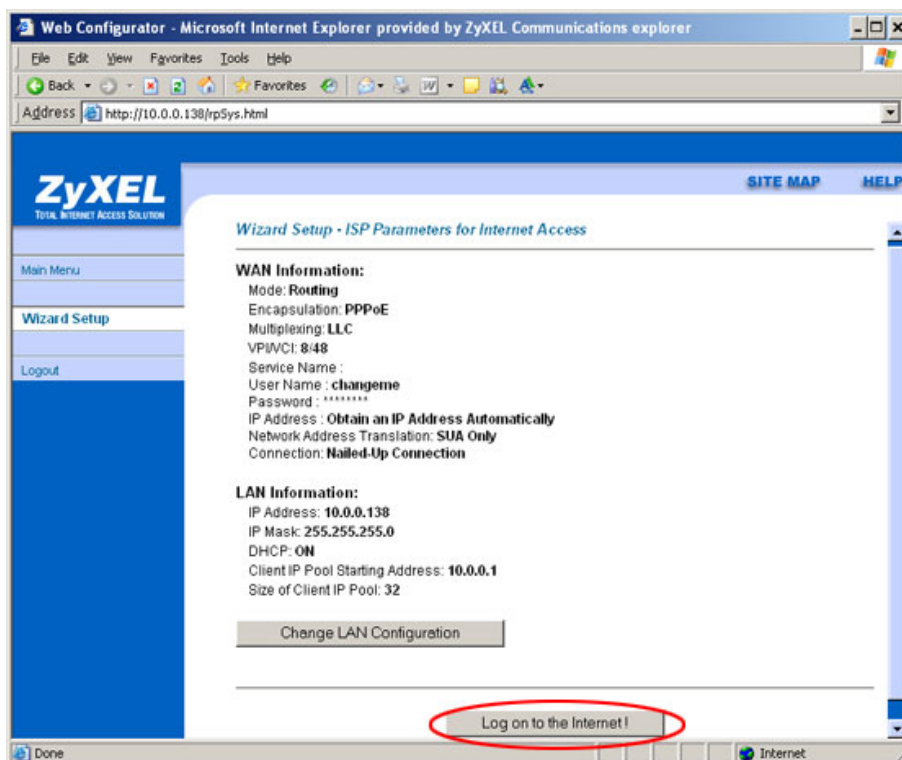 Web Configurator - Microsoft Internet Explorer provided by ZyXEL Communications explorer
File Edit View Favorites Tools Help
Back Favorites
Address http://10.0.0.138/rpSys.html
ZyXEL
TOTAL INTERNET ACCESS SOLUTION
SITE MAP HELP
Main Menu
Wizard Setup
Logout
Wizard Setup - ISP Parameters for Internet Access
WAN Information:
Mode: Routing
Encapsulation: PPPoE
Multiplexing: LLC
VPI/VCI: 8/48
Service Name :
User Name : changeme
Password : ********
IP Address : Obtain an IP Address Automatically
Network Address Translation: SUA Only
Connection: Nailed-Up Connection
LAN Information:
IP Address: 10.0.0.138
IP Mask: 255.255.255.0
DHCP: ON
Client IP Pool Starting Address: 10.0.0.1
Size of Client IP Pool: 32
Change LAN Configuration
Log on to the Internet !
Done Internet